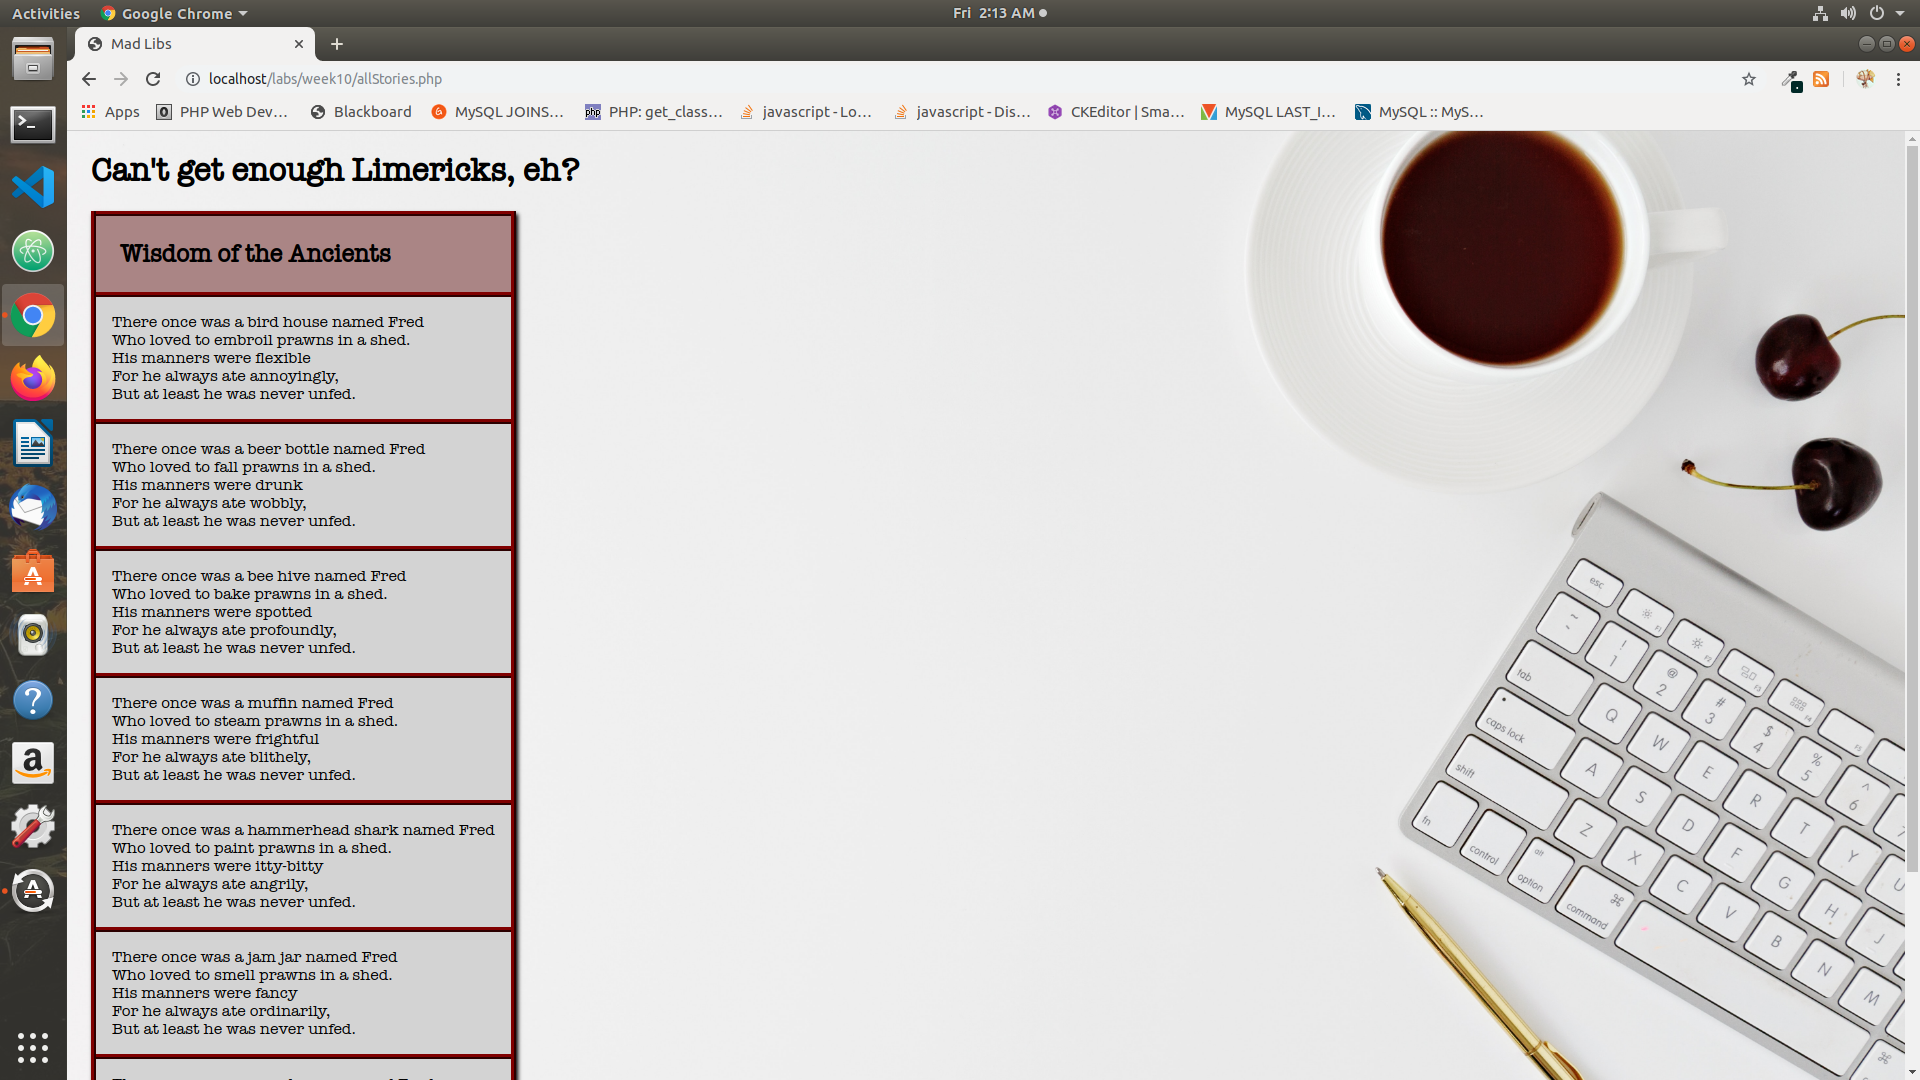 Activities
Google Chrome
Fri 2:13 AM
Mad Libs
localhost/labs/week10/allStories.php
Apps
PHP Web Dev...
Blackboard
MySQL JOINS...
php
PHP: get_class...
javascript - Lo...
javascript - Dis...
CKEditor | Sma...
MySQL LAST_I...
MySQL :: MyS...
Can't get enough Limericks, eh?
Wisdom of the Ancients
There once was a bird house named Fred
Who loved to embroil prawns in a shed.
His manners were flexible
For he always ate annoyingly,
But at least he was never unfed.
There once was a beer bottle named Fred
Who loved to fall prawns in a shed.
His manners were drunk
For he always ate wobbly,
But at least he was never unfed.
There once was a bee hive named Fred
Who loved to bake prawns in a shed.
His manners were spotted
For he always ate profoundly,
But at least he was never unfed.
There once was a muffin named Fred
Who loved to steam prawns in a shed.
His manners were frightful
For he always ate blithely,
But at least he was never unfed.
There once was a hammerhead shark named Fred
Who loved to paint prawns in a shed.
His manners were itty-bitty
For he always ate angrily,
But at least he was never unfed.
There once was a jam jar named Fred
Who loved to smell prawns in a shed.
His manners were fancy
For he always ate ordinarily,
But at least he was never unfed.
esc
~ ! 1 @ 2 # 3 $ 4 % 5 ^ 6
tab Q W E R T Y U
caps lock A S D F G H J
shift Z X C V B N M
fn control alt option ⌘ command ⌘